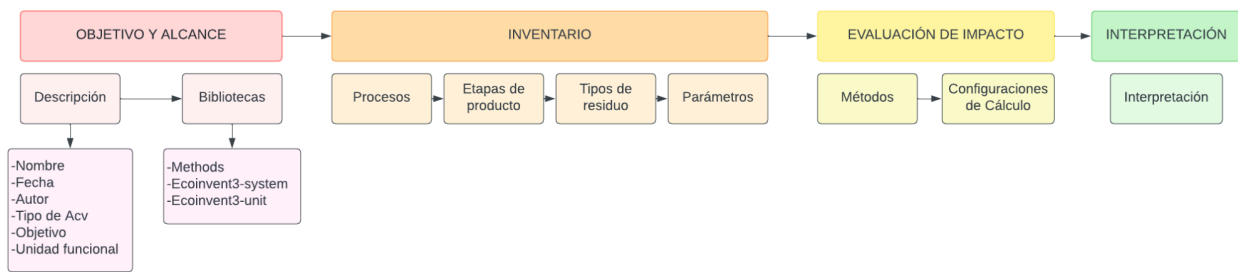 OBJETIVO Y ALCANCE
INVENTARIO
EVALUACIÓN DE IMPACTO
INTERPRETACIÓN
Descripción
Bibliotecas
Procesos
Etapas de
producto
Tipos de
residuo
Parámetros
Métodos
Configuraciones
de Cálculo
Interpretación
-Nombre
-Fecha
-Autor
-Tipo de Acv
-Objetivo
-Unidad funcional
-Methods
-Ecoinvent3-system
-Ecoinvent3-unit